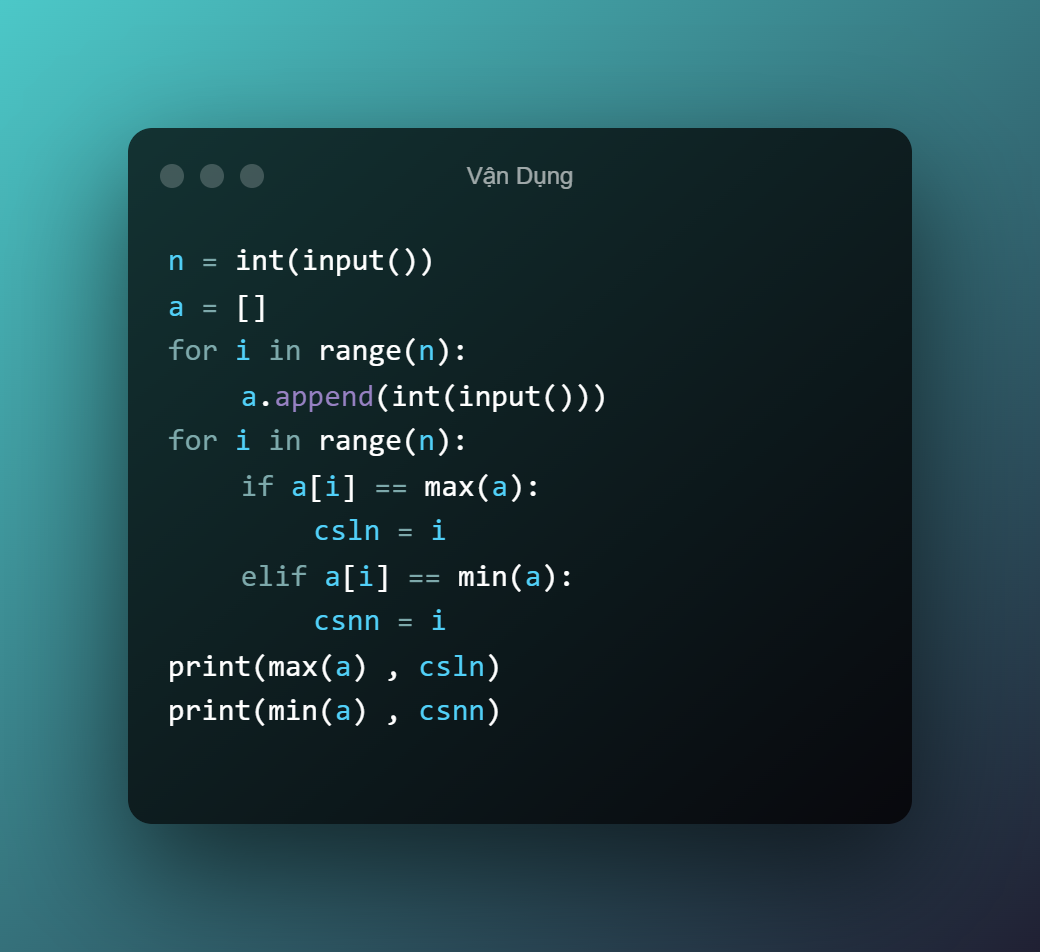 Vận Dụng
n = int(input())
a = []
for i in range(n):
    a.append(int(input()))
for i in range(n):
    if a[i] == max(a):
        csln = i
    elif a[i] == min(a):
        csnn = i
print(max(a) , csln)
print(min(a) , csnn)